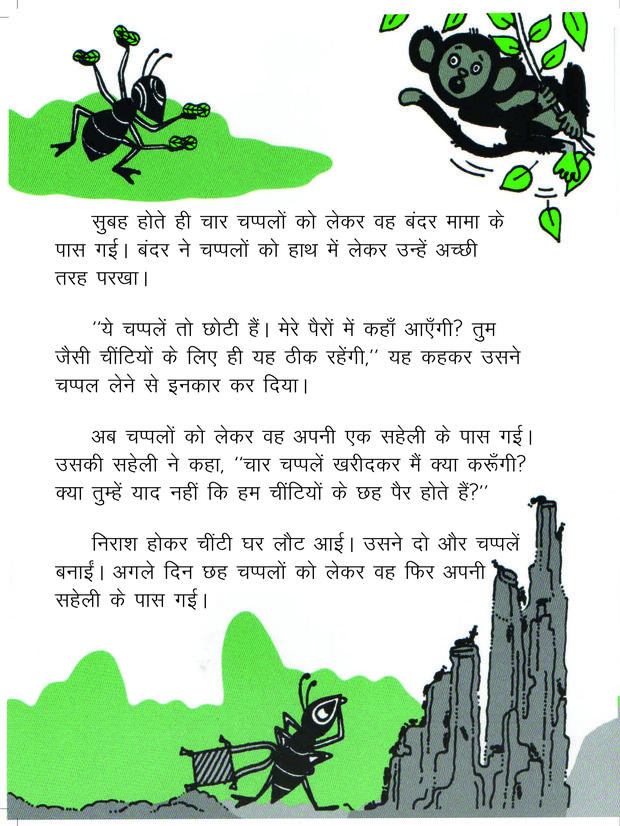 सुबह होते ही चार चप्पलों को लेकर वह बंदर मामा के
पास गई। बंदर ने चप्पलों को हाथ में लेकर उन्हें अच्छी
तरह परखा।
''ये चप्पलें तो छोटी हैं। मेरे पैरों में कहाँ आएँगी? तुम
जैसी चींटियों के लिए ही यह ठीक रहेंगी,'' यह कहकर उसने
चप्पल लेने से इनकार कर दिया।
अब चप्पलों को लेकर वह अपनी एक सहेली के पास गई।
उसकी सहेली ने कहा, ''चार चप्पलें खरीदकर मैं क्या करूँगी?
क्या तुम्हें याद नहीं कि हम चींटियों के छह पैर होते हैं?''
निराश होकर चींटी घर लौट आई। उसने दो और चप्पलें
बनाईं। अगले दिन छह चप्पलों को लेकर वह फिर अपनी
सहेली के पास गई।